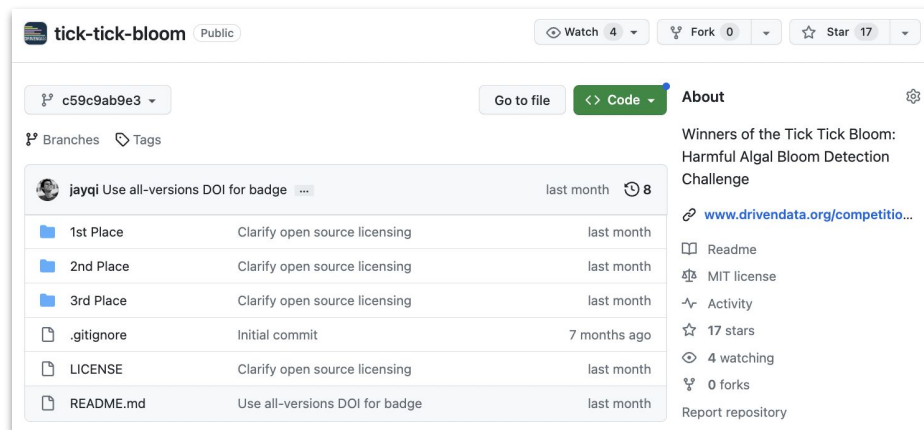 tick-tick-bloom Public
Watch 4 Fork 0 Star 17
c59c9ab9e3 Go to file <> Code
Branches Tags
jayqi Use all-versions DOI for badge ... last month 8
1st Place Clarify open source licensing last month
2nd Place Clarify open source licensing last month
3rd Place Clarify open source licensing last month
.gitignore Initial commit 7 months ago
LICENSE Clarify open source licensing last month
README.md Use all-versions DOI for badge last month
About
Winners of the Tick Tick Bloom:
Harmful Algal Bloom Detection
Challenge
www.drivendata.org/competitio...
Readme
MIT license
Activity
17 stars
4 watching
0 forks
Report repository